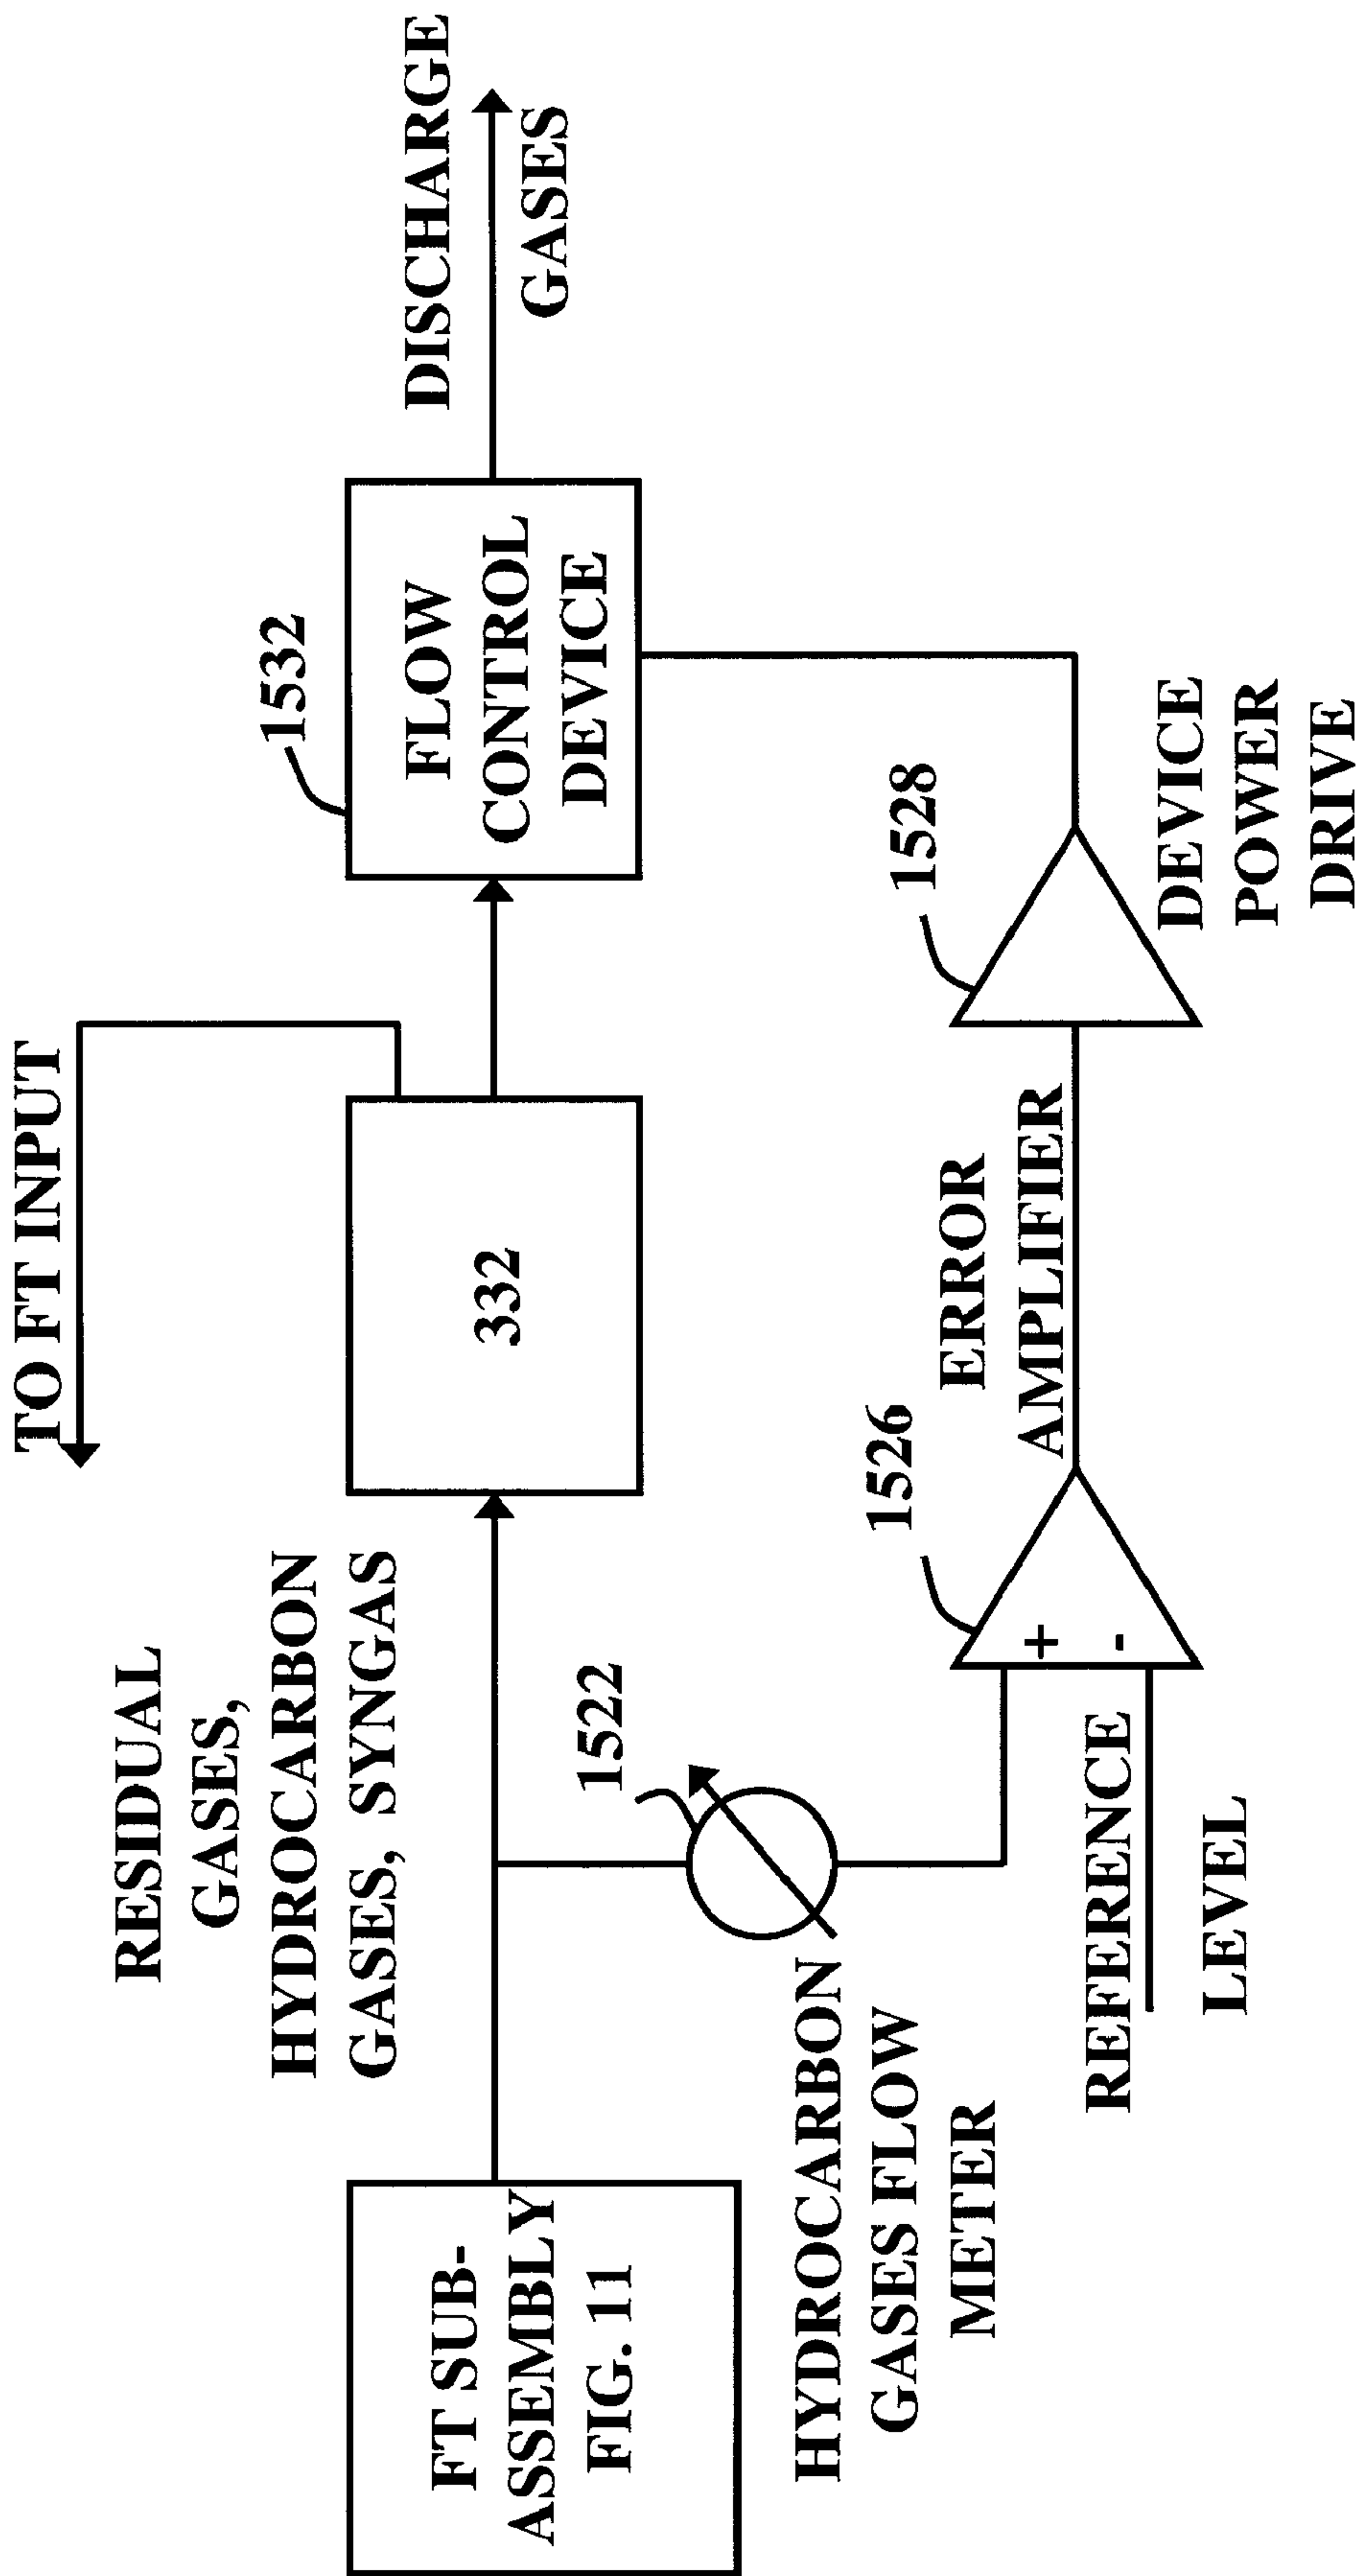 TO FT INPUT
RESIDUAL
GASES,
HYDROCARBON
GASES, SYNGAS
DISCHARGE
GASES
1532
FT SUB-
ASSEMBLY
FIG. 11
332
FLOW
CONTROL
DEVICE
1522
HYDROCARBON
GASES FLOW
METER
1526
+
-
ERROR
AMPLIFIER
1528
REFERENCE
LEVEL
DEVICE
POWER
DRIVE